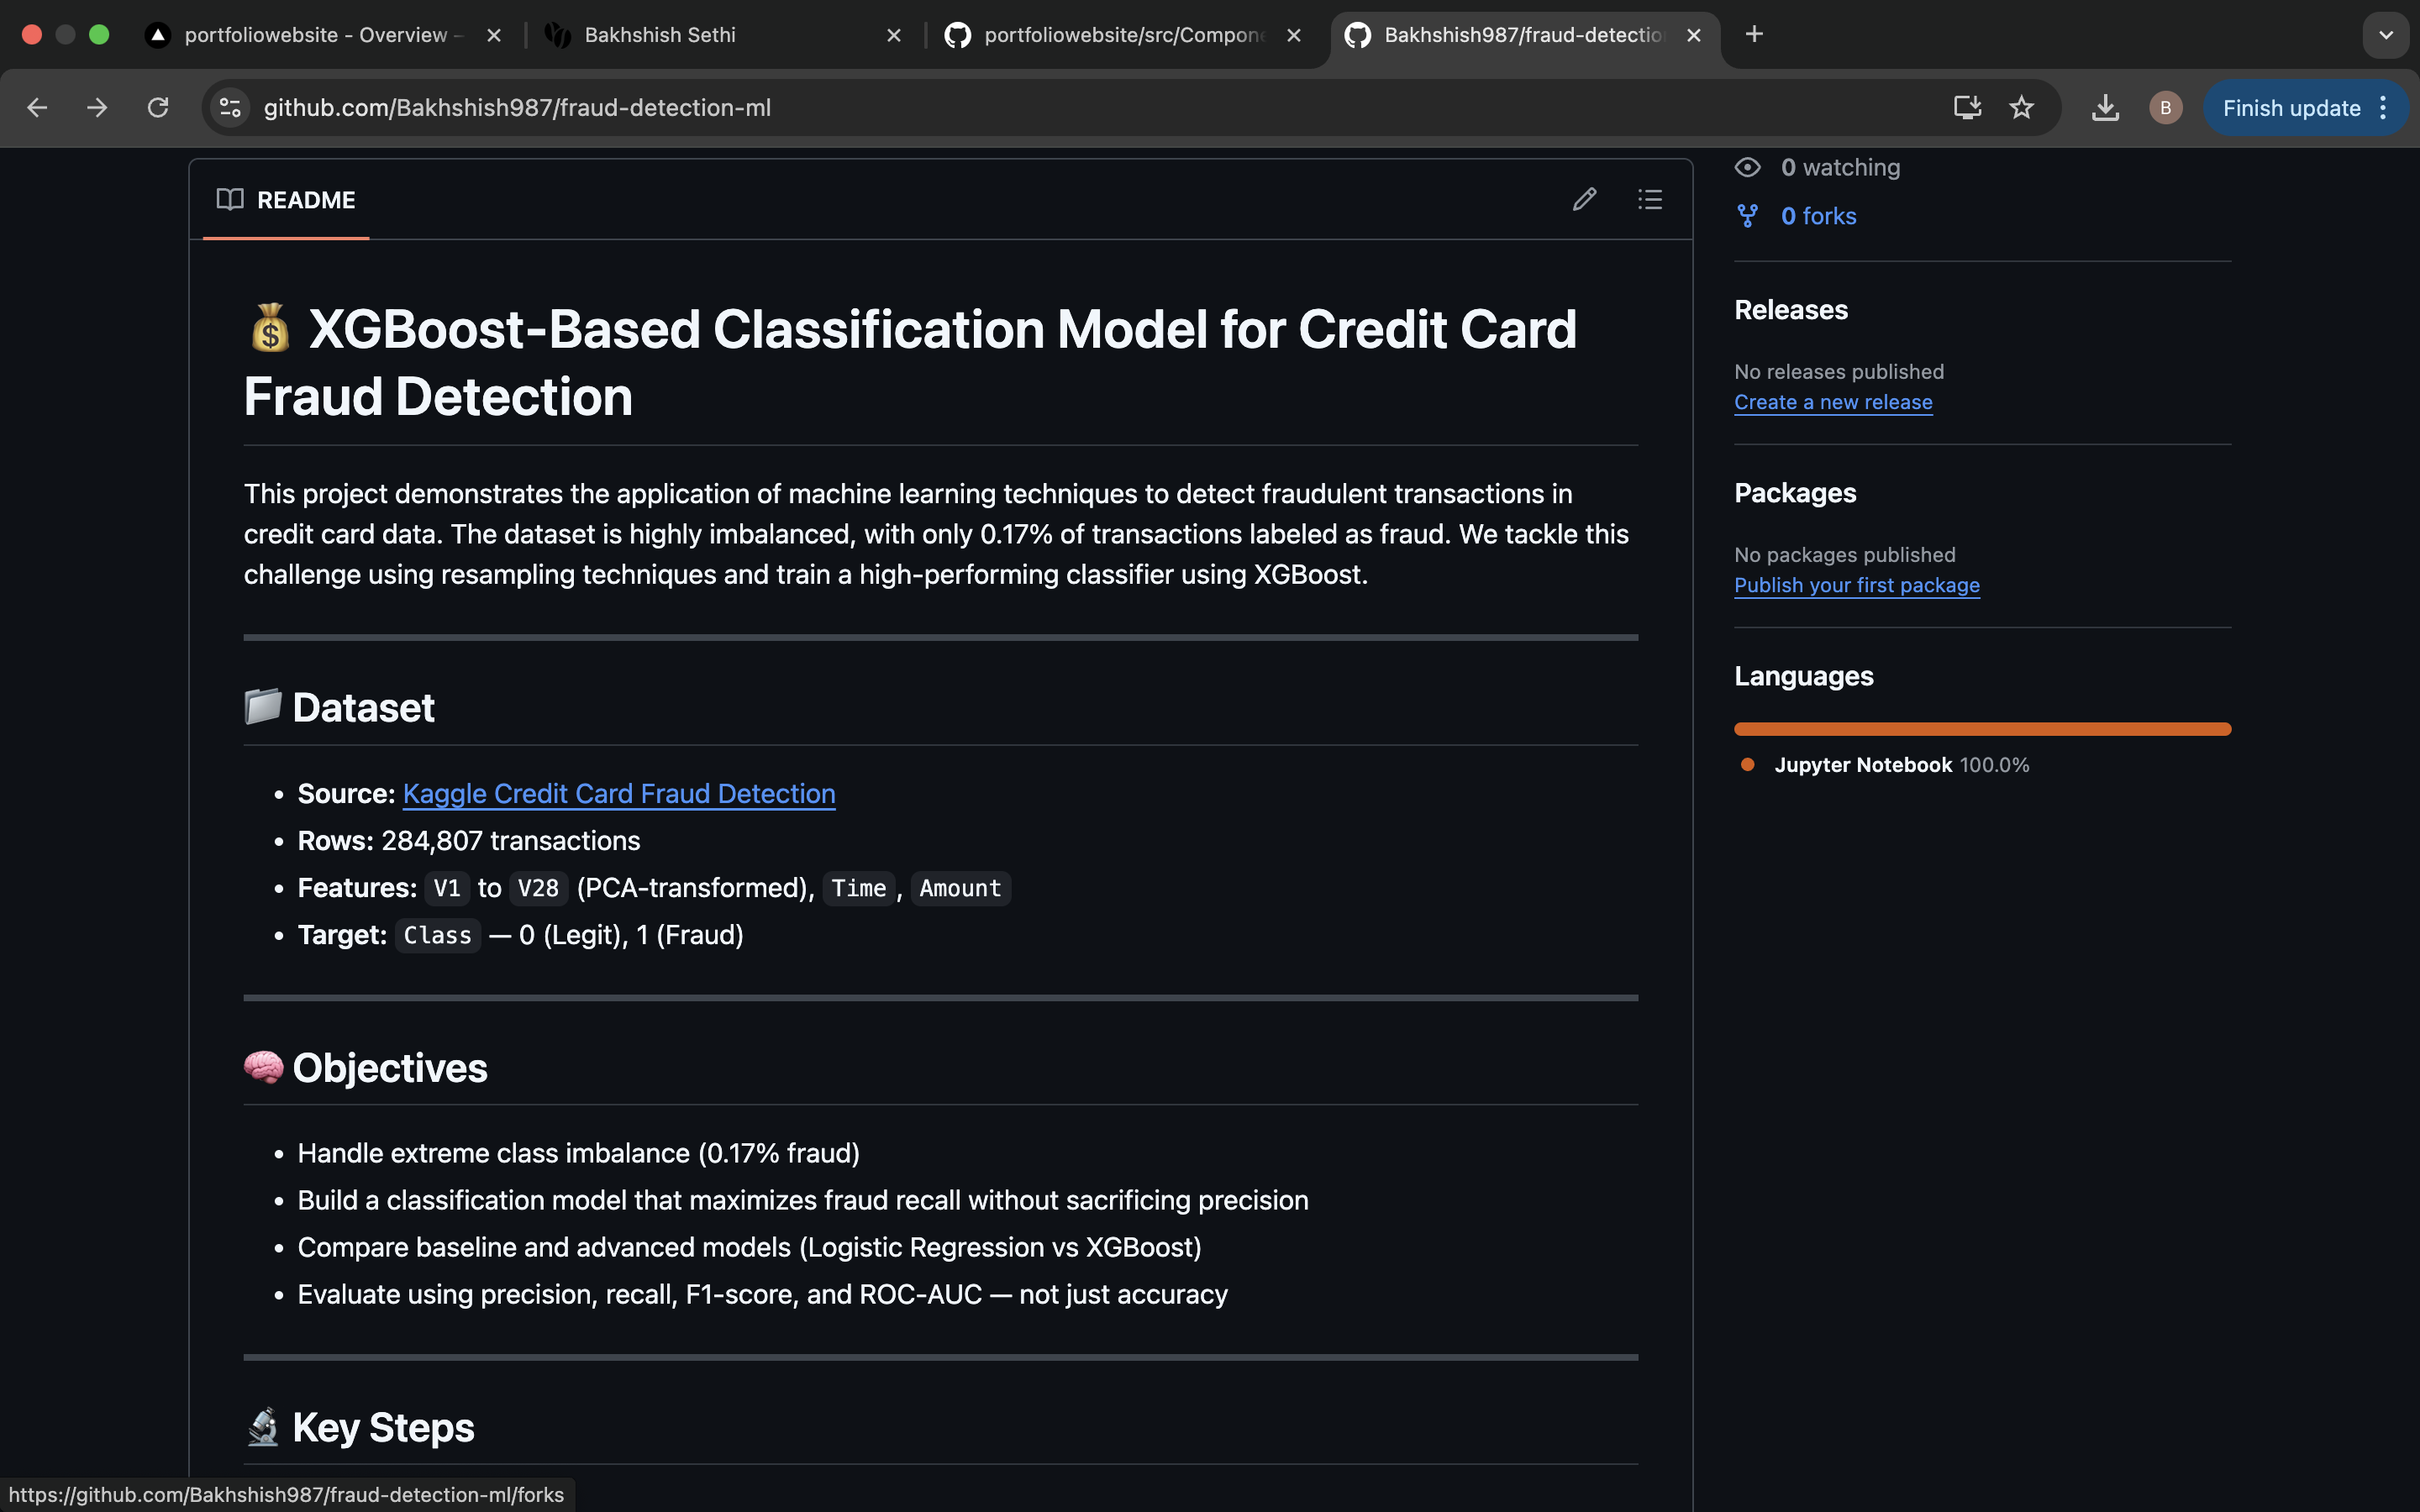 portfoliowebsite - Overview –
Bakhshish Sethi
portfoliowebsite/src/Compone
Bakhshish987/fraud-detectio
github.com/Bakhshish987/fraud-detection-ml
B
Finish update
README
XGBoost-Based Classification Model for Credit Card
Fraud Detection
This project demonstrates the application of machine learning techniques to detect fraudulent transactions in
credit card data. The dataset is highly imbalanced, with only 0.17% of transactions labeled as fraud. We tackle this
challenge using resampling techniques and train a high-performing classifier using XGBoost.
Dataset
• Source: Kaggle Credit Card Fraud Detection
• Rows: 284,807 transactions
• Features: V1 to V28 (PCA-transformed), Time, Amount
• Target: Class — 0 (Legit), 1 (Fraud)
Objectives
• Handle extreme class imbalance (0.17% fraud)
• Build a classification model that maximizes fraud recall without sacrificing precision
• Compare baseline and advanced models (Logistic Regression vs XGBoost)
• Evaluate using precision, recall, F1-score, and ROC-AUC — not just accuracy
Key Steps
0 watching
0 forks
Releases
No releases published
Create a new release
Packages
No packages published
Publish your first package
Languages
Jupyter Notebook 100.0%
https://github.com/Bakhshish987/fraud-detection-ml/forks